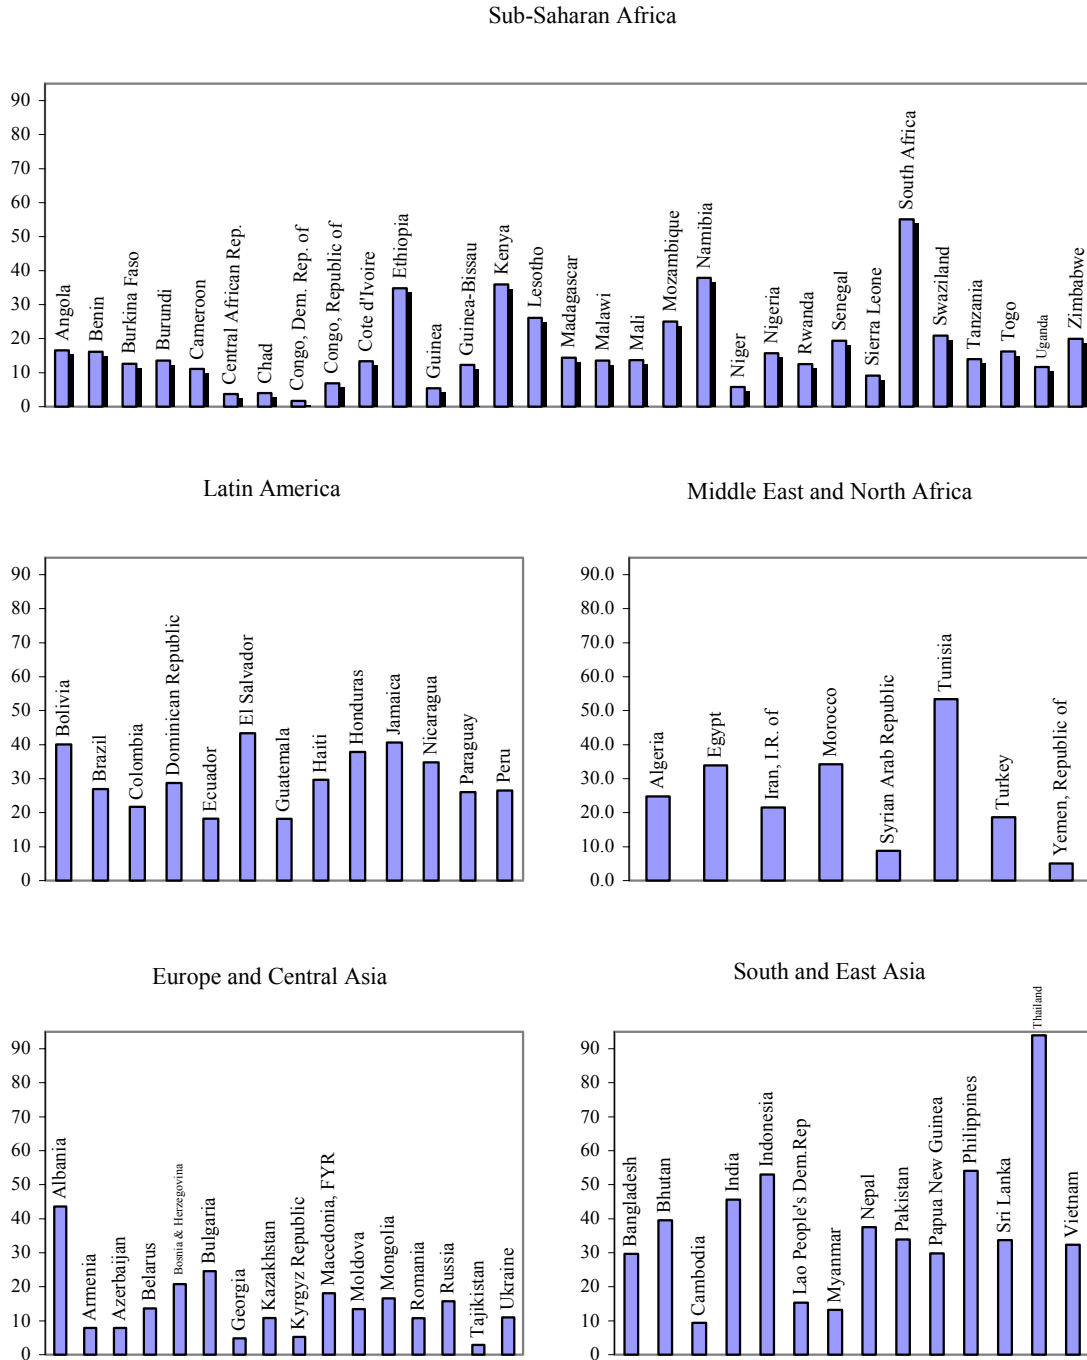 Sub-Saharan Africa
90
80
70
60
50
40
30
20
10
0
Angola
Benin
Burkina Faso
Burundi
Cameroon
Central African Rep.
Chad
Congo, Dem. Rep. of
Congo, Republic of
Cote d'Ivoire
Ethiopia
Guinea
Guinea-Bissau
Kenya
Lesotho
Madagascar
Malawi
Mali
Mozambique
Namibia
Niger
Nigeria
Rwanda
Senegal
Sierra Leone
South Africa
Swaziland
Tanzania
Togo
Uganda
Zimbabwe
Latin America
90
80
70
60
50
40
30
20
10
0
Bolivia
Brazil
Colombia
Dominican Republic
Ecuador
El Salvador
Guatemala
Haiti
Honduras
Jamaica
Nicaragua
Paraguay
Peru
Middle East and North Africa
90.0
80.0
70.0
60.0
50.0
40.0
30.0
20.0
10.0
0.0
Algeria
Egypt
Iran, I.R. of
Morocco
Syrian Arab Republic
Tunisia
Turkey
Yemen, Republic of
Europe and Central Asia
90
80
70
60
50
40
30
20
10
0
Albania
Armenia
Azerbaijan
Belarus
Bosnia & Herzegovina
Bulgaria
Georgia
Kazakhstan
Kyrgyz Republic
Macedonia, FYR
Moldova
Mongolia
Romania
Russia
Tajikistan
Ukraine
South and East Asia
90
80
70
60
50
40
30
20
10
0
Bangladesh
Bhutan
Cambodia
India
Indonesia
Lao People's Dem.Rep
Myanmar
Nepal
Pakistan
Papua New Guinea
Philippines
Sri Lanka
Thailand
Vietnam